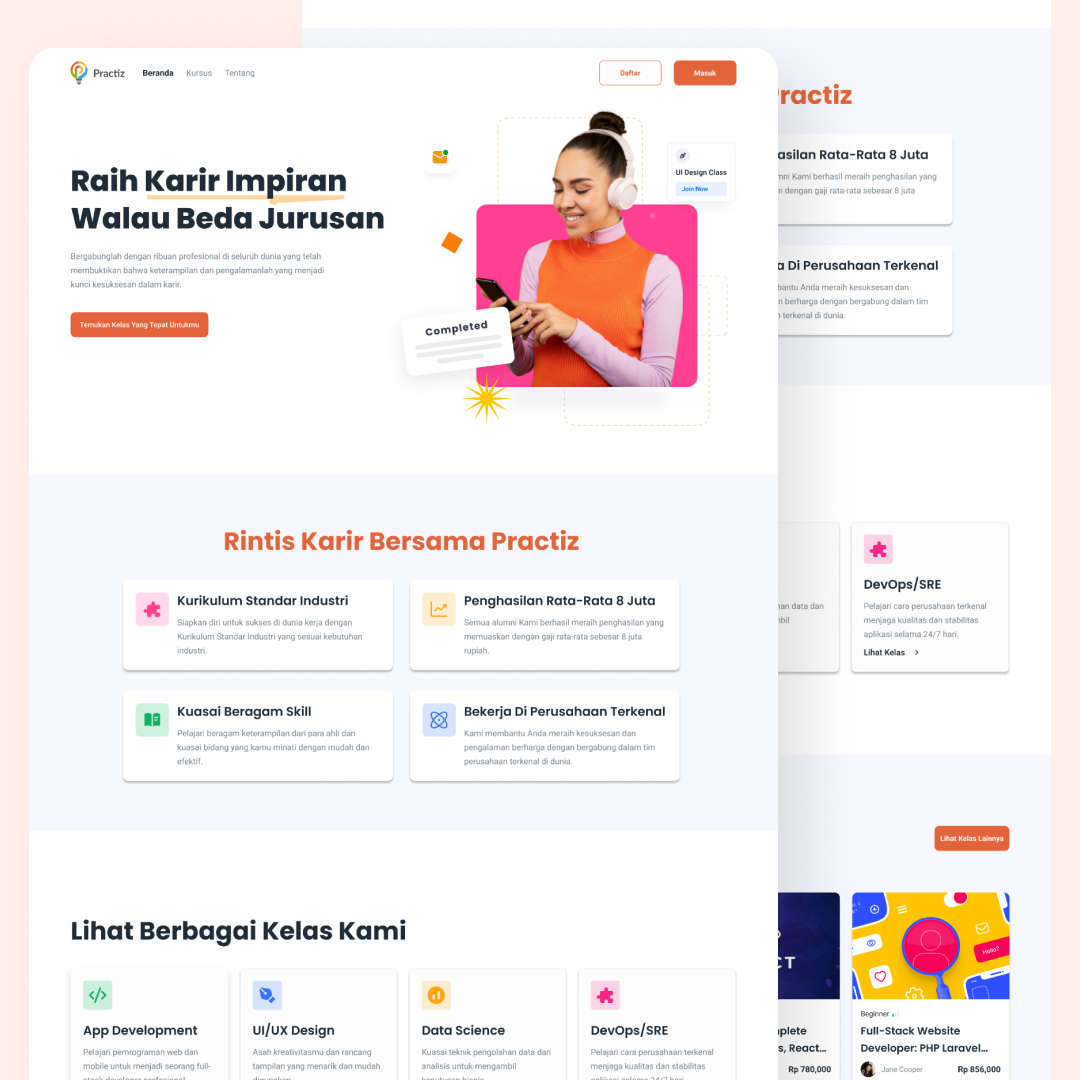 Practiz
Beranda
Kursus
Tentang
Daftar
Masuk
Raih Karir Impiran
Walau Beda Jurusan
Bergabunglah dengan ribuan profesional di seluruh dunia yang telah
membuktikan bahwa keterampilan dan pengalamanlah yang menjadi
kunci kesuksesan dalam karir.
Temukan Kelas Yang Tepat Untukmu
UI Design Class
Join Now
Completed
Rintis Karir Bersama Practiz
Kurikulum Standar Industri
Siapkan diri untuk sukses di dunia kerja dengan
Kurikulum Standar Industri yang sesuai kebutuhan
industri.
Penghasilan Rata-Rata 8 Juta
Semua alumni Kami berhasil meraih penghasilan yang
memuaskan dengan gaji rata-rata sebesar 8 juta
rupiah.
Kuasai Beragam Skill
Pelajari beragam keterampilan dari para ahli dan
kuasai bidang yang kamu minati dengan mudah dan
efektif.
Bekerja Di Perusahaan Terkenal
Kami membantu Anda meraih kesuksesan dan
pengalaman berharga dengan bergabung dalam tim
perusahaan terkenal di dunia.
Lihat Berbagai Kelas Kami
App Development
Pelajari pemrograman web dan
mobile untuk menjadi seorang full-
stack developer profesional
UI/UX Design
Asah kreativitasmu dan rancang
tampilan yang menarik dan mudah
digunakan
Data Science
Kuasai teknik pengolahan data dan
analisis untuk mengambil
keputusan bisnis
DevOps/SRE
Pelajari cara perusahaan terkenal
menjaga kualitas dan stabilitas
aplikasi selama 24/7 hari.
Practiz
asilan Rata-Rata 8 Juta
mni Kami berhasil meraih penghasilan yang
n dengan gaji rata-rata sebesar 8 juta
a Di Perusahaan Terkenal
bantu Anda meraih kesuksesan dan
n berharga dengan bergabung dalam tim
n terkenal di dunia.
nan data dan
mbil
DevOps/SRE
Pelajari cara perusahaan terkenal
menjaga kualitas dan stabilitas
aplikasi selama 24/7 hari.
Lihat Kelas
Lihat Kelas Lainnya
CT
Hello?
plete
s, React...
Rp 780,000
Beginner
Full-Stack Website
Developer: PHP Laravel...
Jane Cooper
Rp 856,000